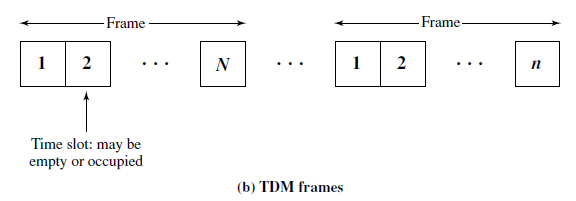 Frame Frame
1 2 . . . N . . . 1 2 . . . n
Time slot: may be
empty or occupied
(b) TDM frames